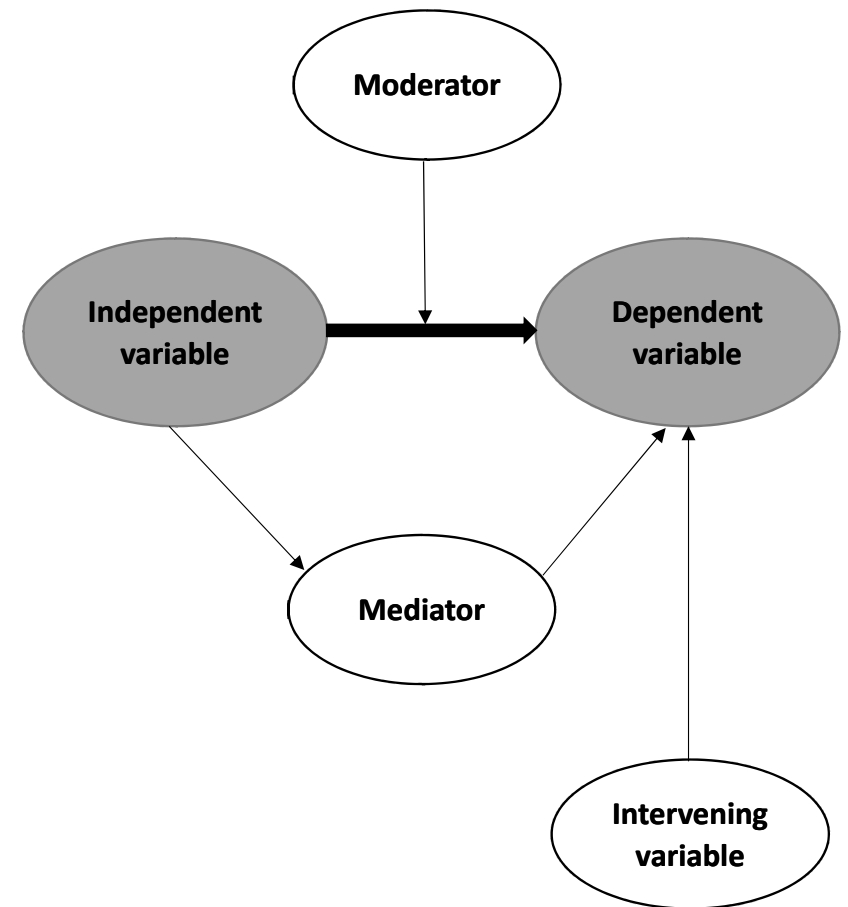 Moderator
Independent
variable
Dependent
variable
Mediator
Intervening
variable